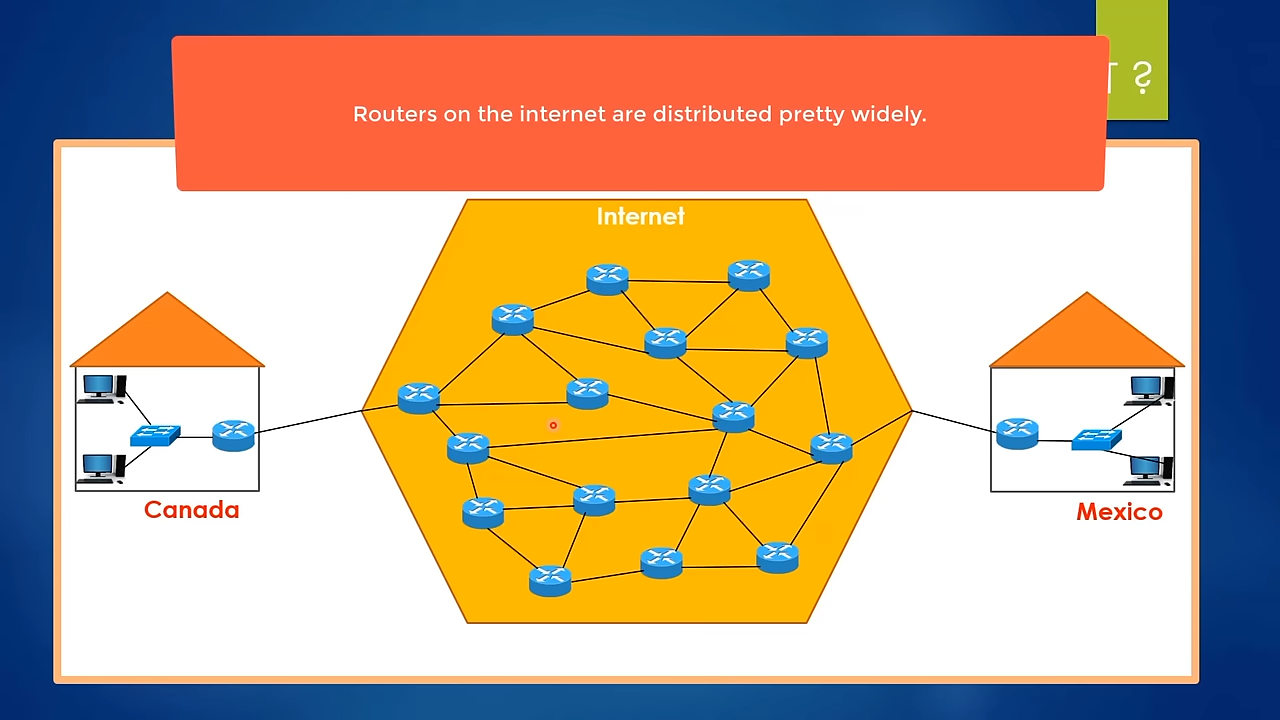 Routers on the internet are distributed pretty widely.
?
Internet
Canada
Mexico